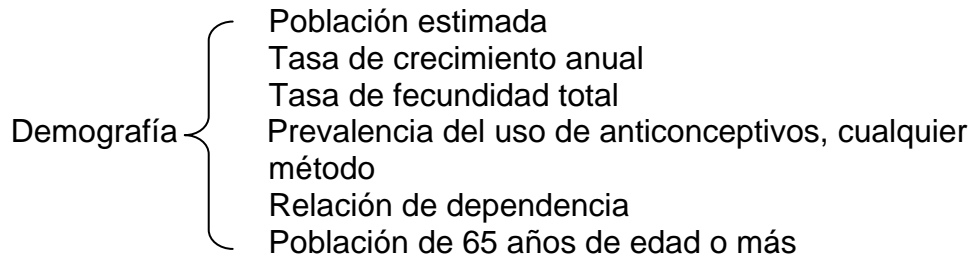 Población estimada
Tasa de crecimiento anual
Tasa de fecundidad total
Demografía
Prevalencia del uso de anticonceptivos, cualquier
método
Relación de dependencia
Población de 65 años de edad o más